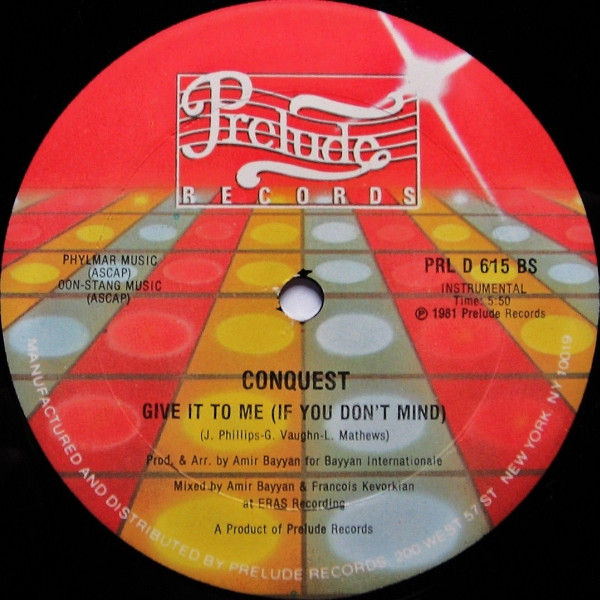 Prelude
RECORDS
PHYLMAR MUSIC
(ASCAP)
OON-STANG MUSIC
(ASCAP)
PRL D 615 BS
INSTRUMENTAL
Time: 5:50
℗ 1981 Prelude Records
CONQUEST
GIVE IT TO ME (IF YOU DON'T MIND)
(J. Phillips-G. Vaughn-L. Mathews)
Prod. & Arr. by Amir Bayyan for Bayyan Internationale
Mixed by Amir Bayyan & Francois Kevorkian
at ERAS Recording
A Product of Prelude Records
MANUFACTURED AND DISTRIBUTED BY PRELUDE RECORDS, 200 WEST 57 ST. NEW YORK, NY 10019